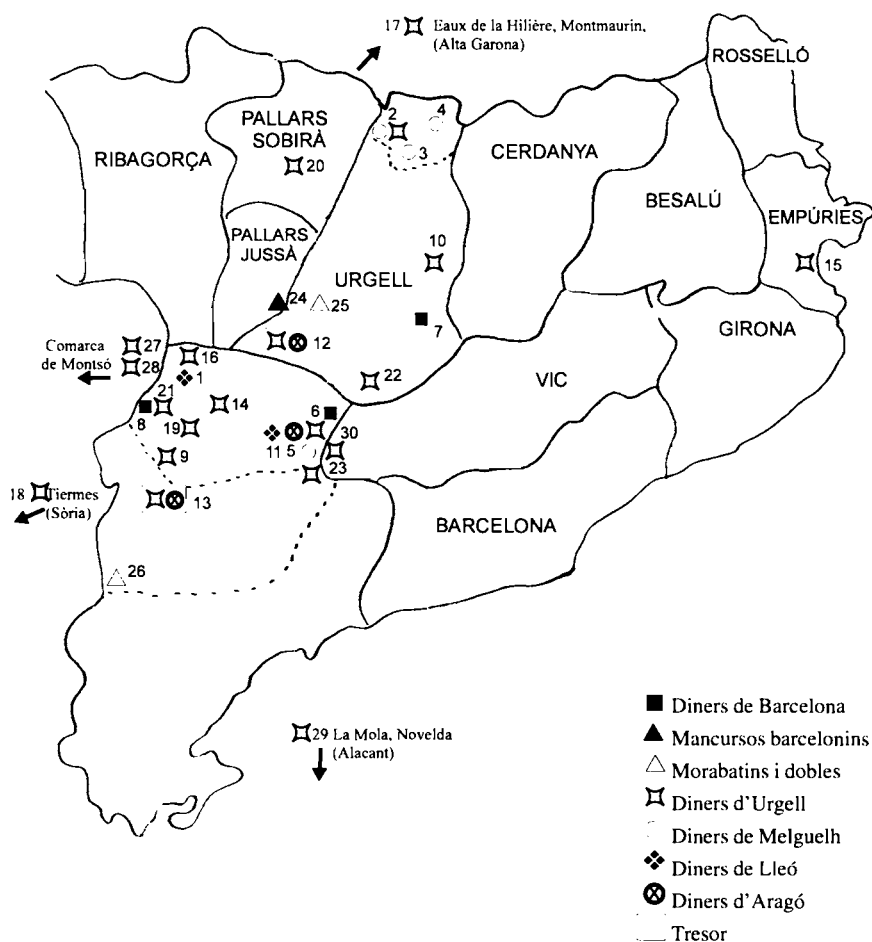 17 Eaux de la Hilière, Montmaurin,
(Alta Garona)
ROSSELLÓ
PALLARS
SOBIRÀ
20
RIBAGORÇA
2
4
3
CERDANYA
BESALÚ
EMPÚRIES
15
PALLARS
JUSSÀ
10
URGELL
24
25
7
12
GIRONA
Comarca
de Montsó
27
28
16
1
22
VIC
21
8
14
6
19
11
5
30
9
23
18 Tiermes
(Sòria)
13
BARCELONA
26
29 La Mola, Novelda
(Alacant)
Diners de Barcelona
Mancursos barcelonins
Morabatins i dobles
Diners d'Urgell
Diners de Melguelh
Diners de Lleó
Diners d'Aragó
Tresor